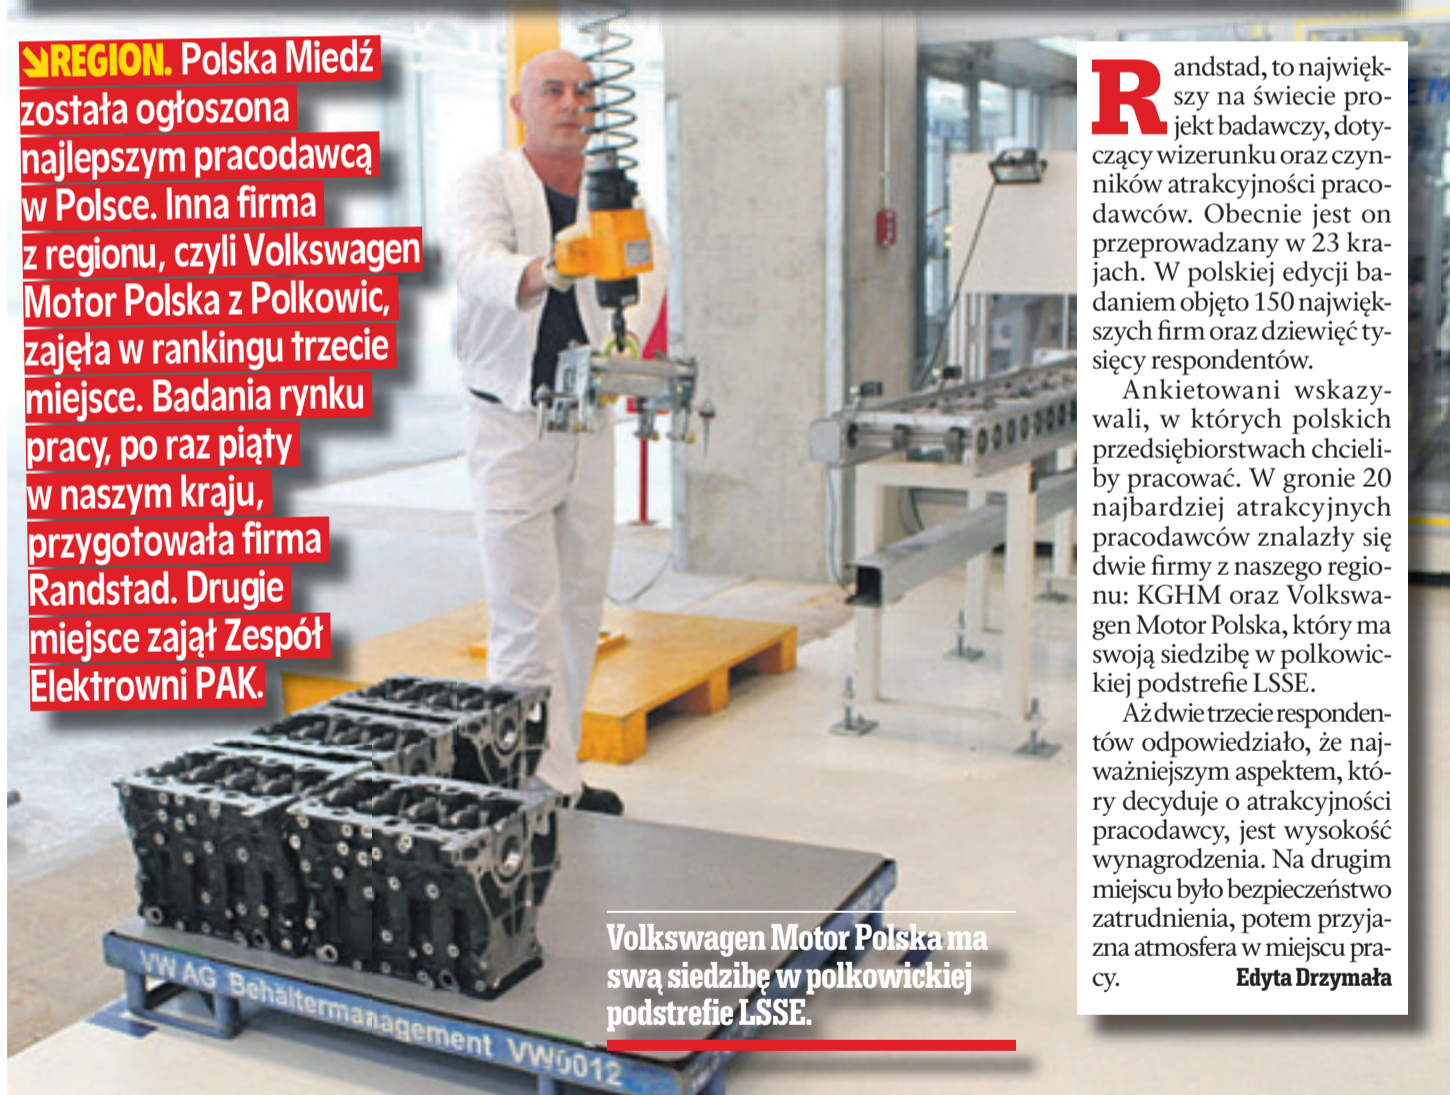 REGION. Polska Miedź
została ogłoszona
najlepszym pracodawcą
w Polsce. Inna firma
z regionu, czyli Volkswagen
Motor Polska z Polkowic,
zajęła w rankingu trzecie
miejsce. Badania rynku
pracy, po raz piąty
w naszym kraju,
przygotowała firma
Randstad. Drugie
miejsce zajął Zespół
Elektrowni PAK.
VW AG Behältermanagement VW0012
Volkswagen Motor Polska ma
swą siedzibę w polkowickiej
podstrefie LSSE.
Randstad, to najwięk-
szy na świecie pro-
jekt badawczy, doty-
czący wizerunku oraz czyn-
ników atrakcyjności praco-
dawców. Obecnie jest on
przeprowadzany w 23 kra-
jach. W polskiej edycji ba-
daniem objęto 150 najwięk-
szych firm oraz dziewięć ty-
sięcy respondentów.
Ankietowani wskazy-
wali, w których polskich
przedsiębiorstwach chcieli-
by pracować. W gronie 20
najbardziej atrakcyjnych
pracodawców znalazły się
dwie firmy z naszego regio-
nu: KGHM oraz Volkswa-
gen Motor Polska, który ma
swoją siedzibę w polkowic-
kiej podstrefie LSSE.
Aż dwie trzecie responden-
tów odpowiedziało, że naj-
ważniejszym aspektem, któ-
ry decyduje o atrakcyjności
pracodawcy, jest wysokość
wynagrodzenia. Na drugim
miejscu było bezpieczeństwo
zatrudnienia, potem przyja-
zna atmosfera w miejscu pra-
cy. Edyta Drzymała